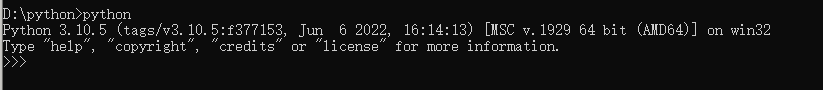 D:\python>python
Python 3.10.5 (tags/v3.10.5:f377153, Jun  6 2022, 16:14:13) [MSC v.1929 64 bit (AMD64)] on win32
Type "help", "copyright", "credits" or "license" for more information.
>>>